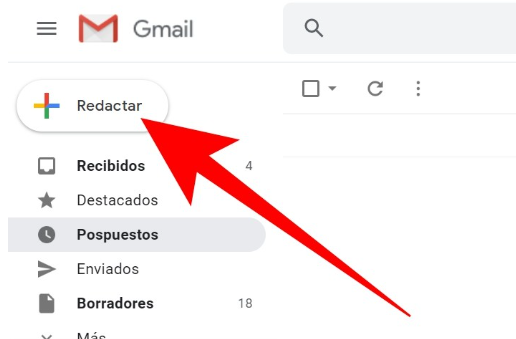 Gmail
Redactar
Recibidos 4
Destacados
Pospuestos
Enviados
Borradores 18
Más